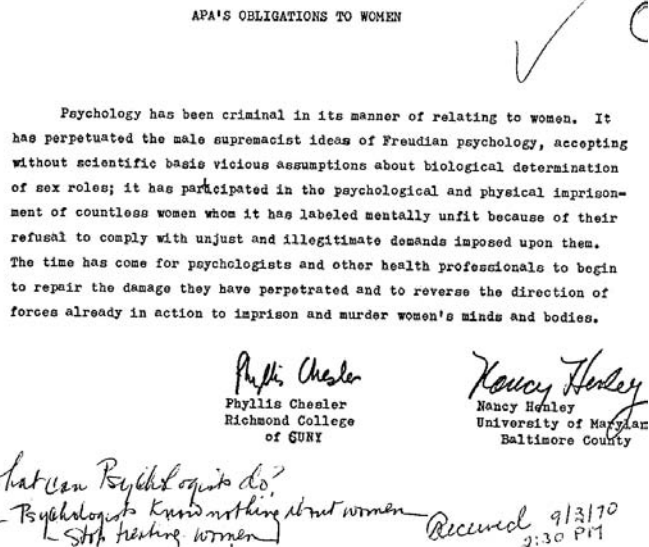 APA'S OBLIGATIONS TO WOMEN
Psychology has been criminal in its manner of relating to women. It
has perpetuated the male supremacist ideas of Freudian psychology, accepting
without scientific basis vicious assumptions about biological determination
of sex roles; it has participated in the psychological and physical imprison-
ment of countless women whom it has labeled mentally unfit because of their
refusal to comply with unjust and illegitimate demands imposed upon them.
The time has come for psychologists and other health professionals to begin
to repair the damage they have perpetrated and to reverse the direction of
forces already in action to imprison and murder women's minds and bodies.
Phyllis Chesler
Nancy Henley
Phyllis Chesler
Richmond College
of CUNY
Nancy Henley
University of Marylan
Baltimore County
hat can Psychologists do?
- Psychologists know nothing about women
- Stop treating women
Received 9/3/70
2:30 PM